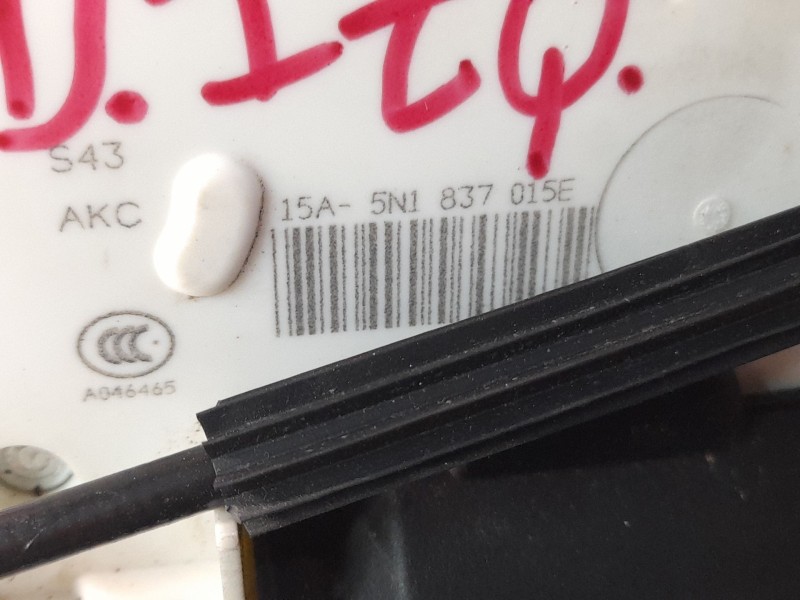 D. IZQ.
S43
AKC
15A- 5N1 837 015E
CCC
A046465